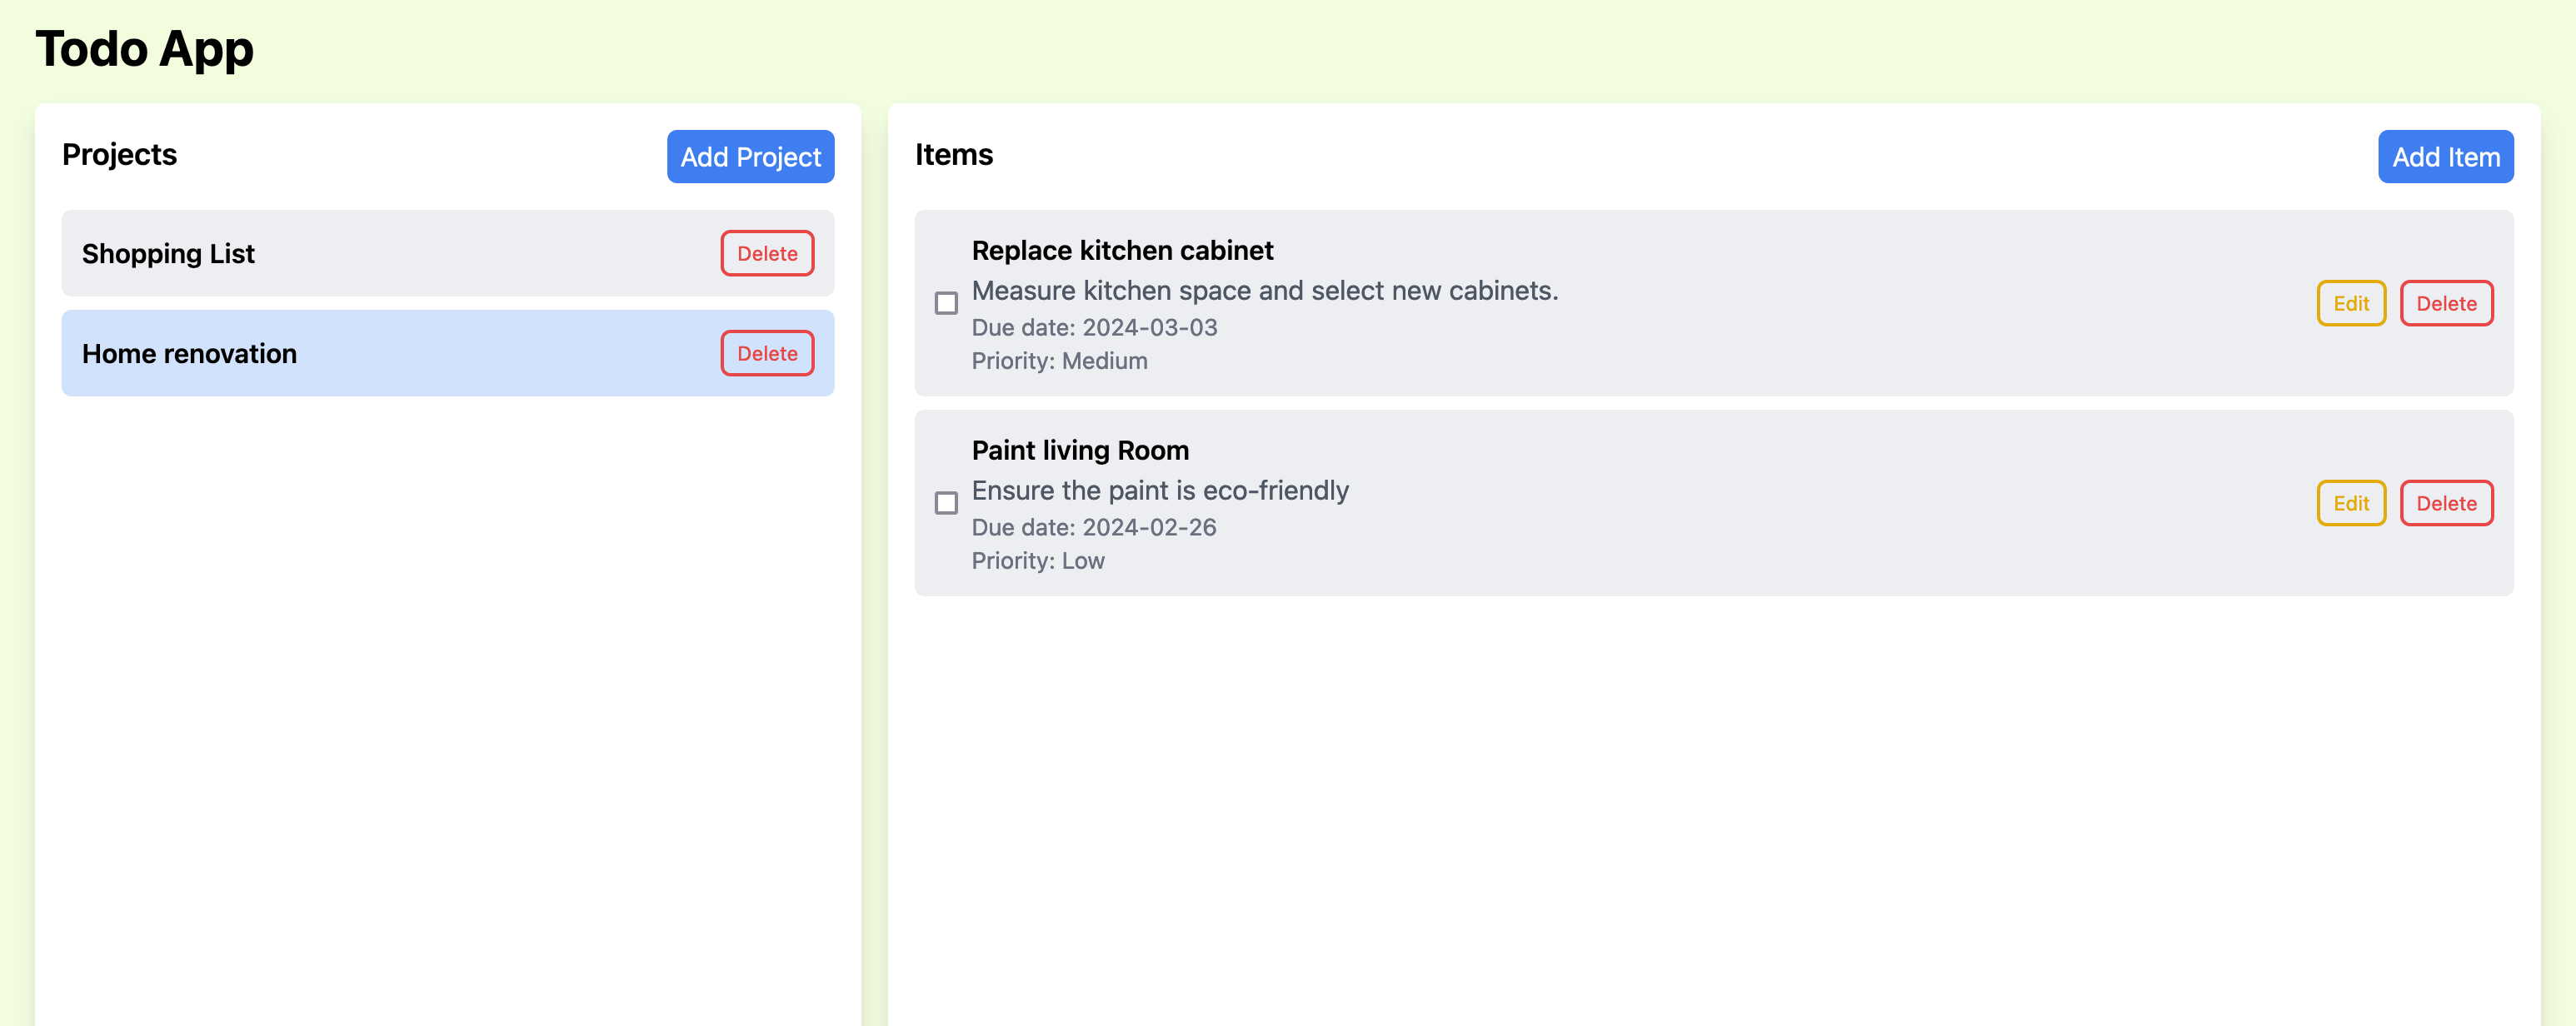 Todo App
Projects
Add Project
Shopping List
Delete
Home renovation
Delete
Items
Add Item
Replace kitchen cabinet
Measure kitchen space and select new cabinets.
Due date: 2024-03-03
Priority: Medium
Edit
Delete
Paint living Room
Ensure the paint is eco-friendly
Due date: 2024-02-26
Priority: Low
Edit
Delete